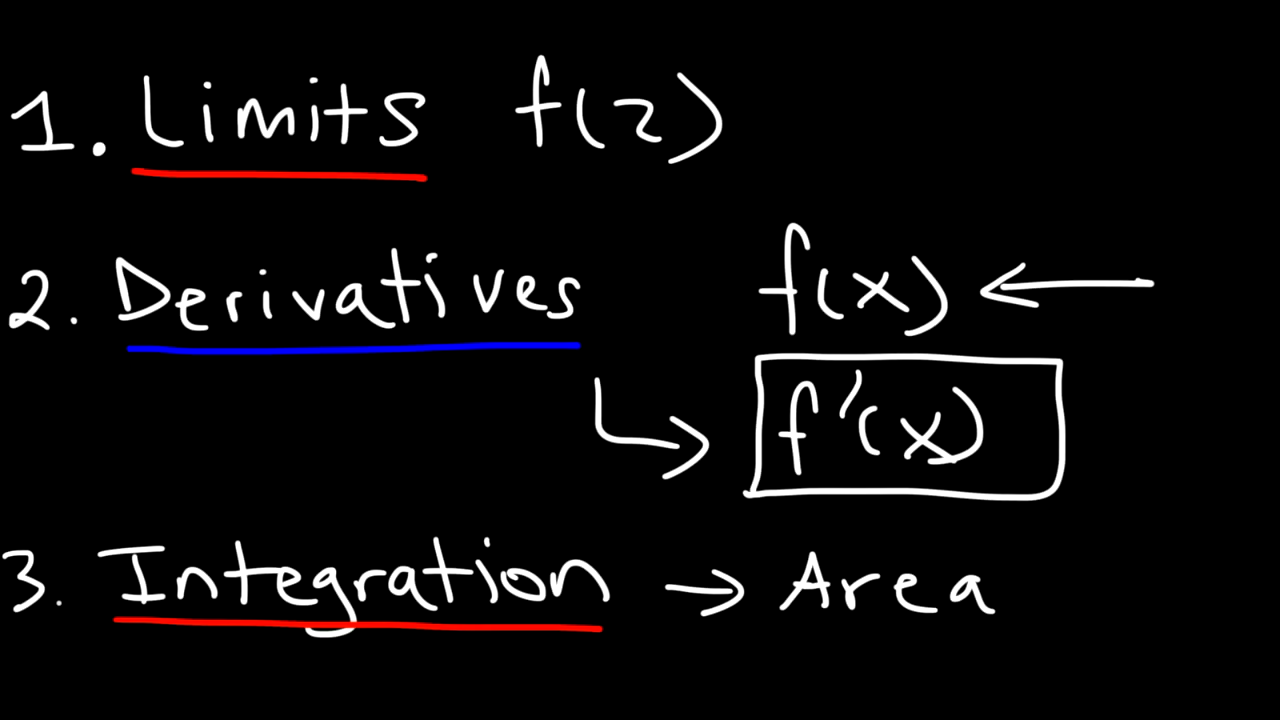 1. Limits f(2)
2. Derivatives f(x)
f'(x)
3. Integration → Area